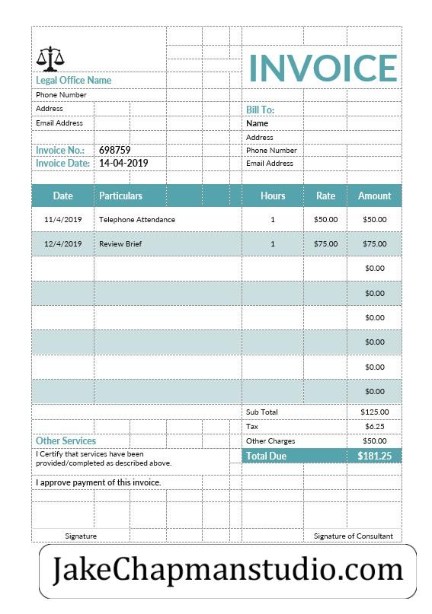 INVOICE
Legal Office Name
Phone Number
Address
Email Address
Bill To:
Name
Address
Invoice No.: 698759 Phone Number
Invoice Date: 14-04-2019 Email Address
Date Particulars Hours Rate Amount
11/4/2019 Telephone Attendance 1 $50.00 $50.00
12/4/2019 Review Brief 1 $75.00 $75.00
$0.00
$0.00
$0.00
$0.00
$0.00
$0.00
Sub Total $125.00
Tax $6.25
Other Services Other Charges $50.00
I Certify that services have been
provided/completed as described above.
Total Due $181.25
I approve payment of this invoice.
Signature Signature of Consultant
JakeChapmanstudio.com